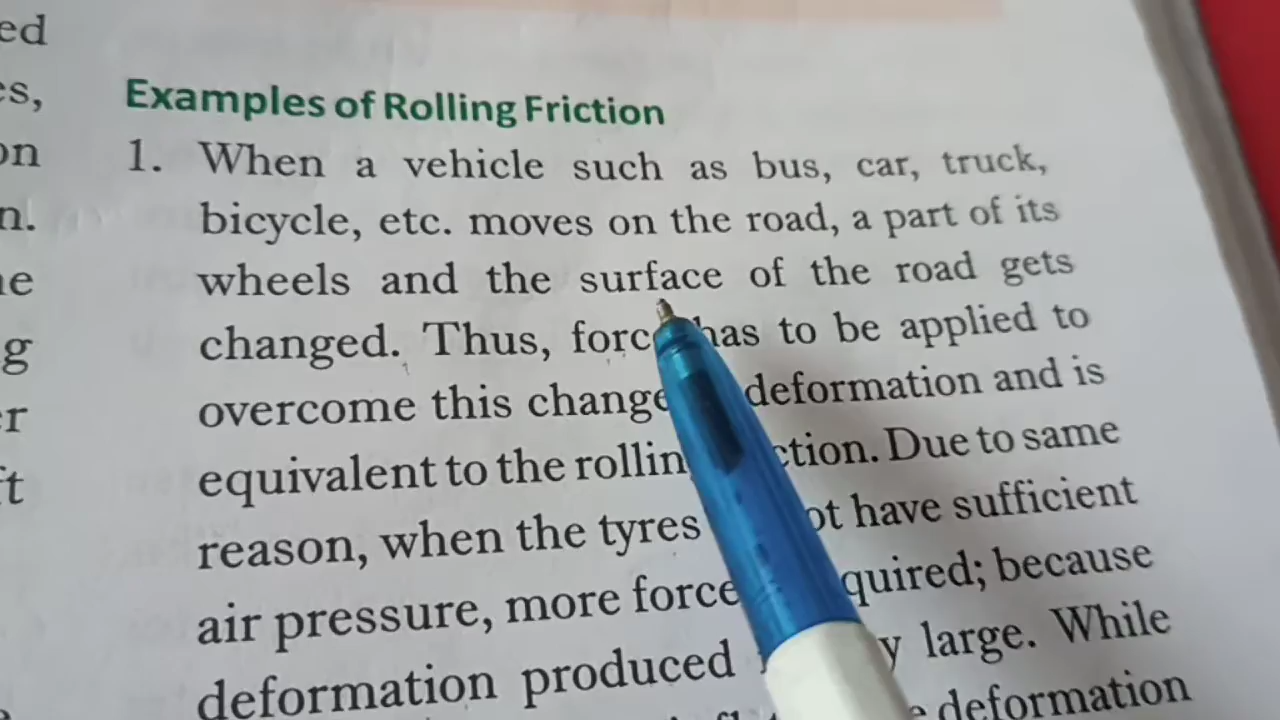 ed
es,
on
n.
ne
g
er
ft
Examples of Rolling Friction
1. When a vehicle such as bus, car, truck,
bicycle, etc. moves on the road, a part of its
wheels and the surface of the road gets
changed. Thus, force has to be applied to
overcome this change deformation and is
equivalent to the rollin ction. Due to same
reason, when the tyres ot have sufficient
air pressure, more force quired; because
deformation produced y large. While
deformation